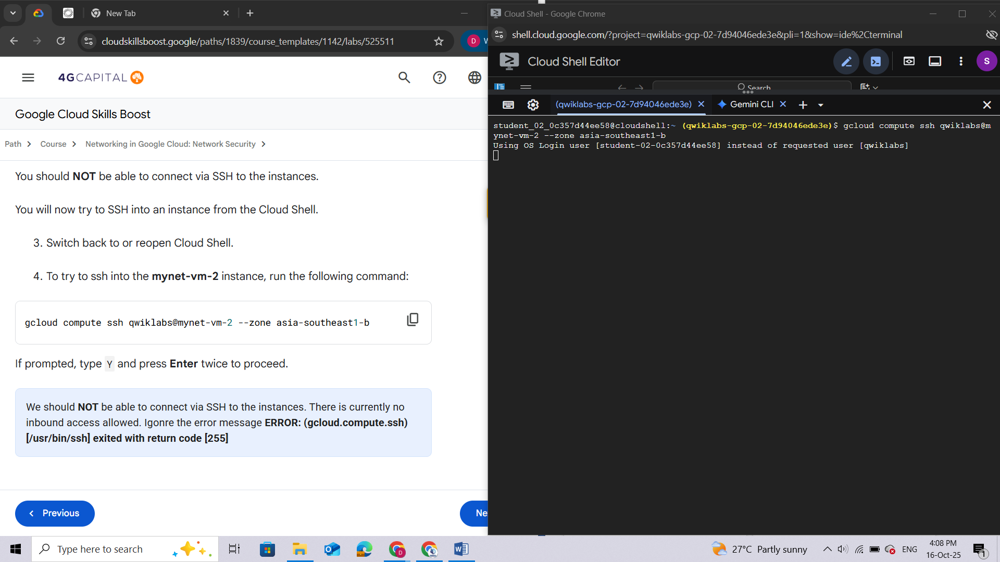 New Tab
cloudskillsboost.google/paths/1839/course_templates/1142/labs/525511
D
4GCAPITAL
Google Cloud Skills Boost
Path > Course > Networking in Google Cloud: Network Security >
You should NOT be able to connect via SSH to the instances.
You will now try to SSH into an instance from the Cloud Shell.
3. Switch back to or reopen Cloud Shell.
4. To try to ssh into the mynet-vm-2 instance, run the following command:
gcloud compute ssh qwiklabs@mynet-vm-2 --zone asia-southeast1-b
If prompted, type Y and press Enter twice to proceed.
We should NOT be able to connect via SSH to the instances. There is currently no
inbound access allowed. Igonre the error message ERROR: (gcloud.compute.ssh)
[/usr/bin/ssh] exited with return code [255]
Previous
Ne
Cloud Shell - Google Chrome
shell.cloud.google.com/?project=qwiklabs-gcp-02-7d94046ede3e&pli=1&show=ide%2Cterminal
Cloud Shell Editor
S
Search
(qwiklabs-gcp-02-7d94046ede3e)
Gemini CLI
student_02_0c357d44ee58@cloudshell:~ (qwiklabs-gcp-02-7d94046ede3e)$ gcloud compute ssh qwiklabs@m
ynet-vm-2 --zone asia-southeast1-b
Using OS Login user [student-02-0c357d44ee58] instead of requested user [qwiklabs]
Type here to search
27°C Partly sunny
ENG
4:08 PM
16-Oct-25
1